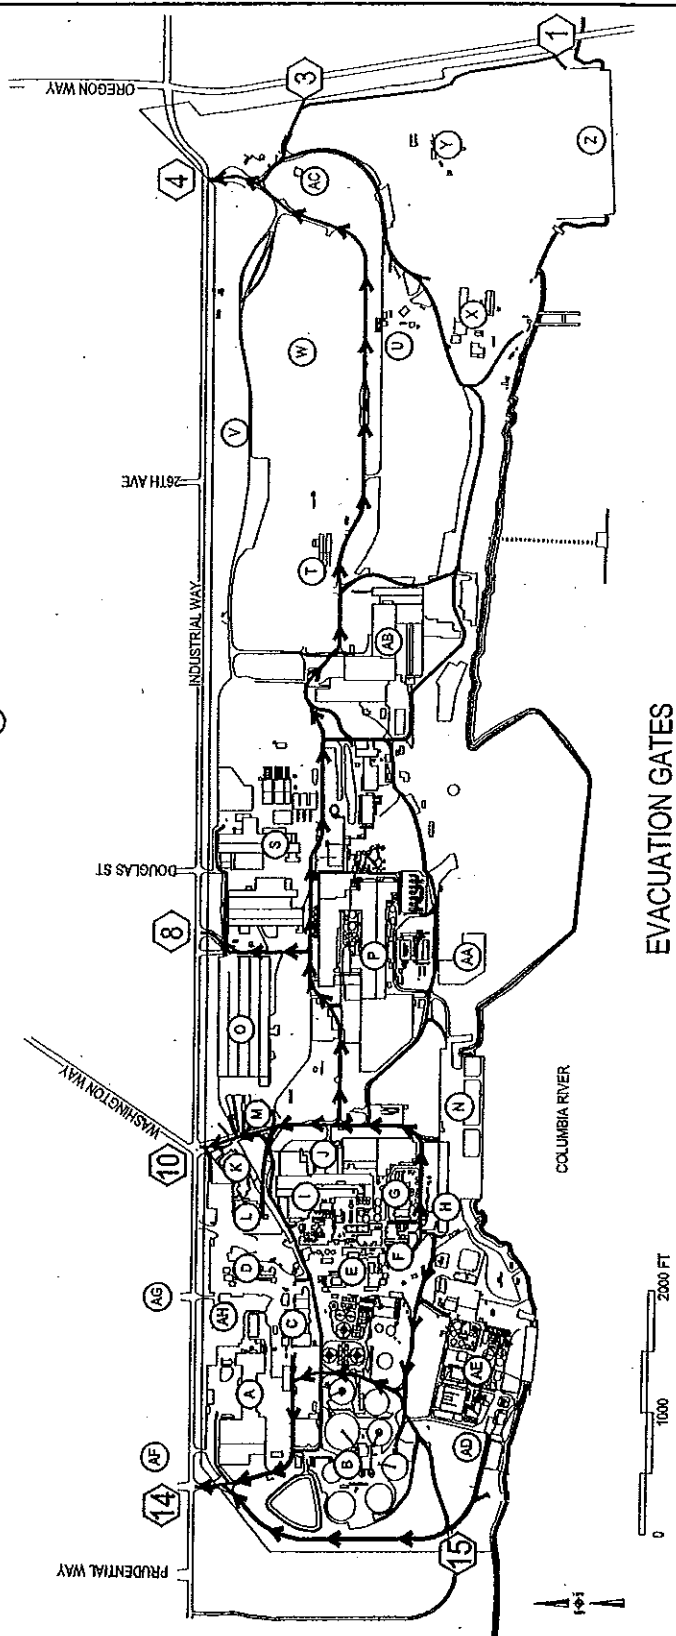 PRUDENTIAL WAY
WASHINGTON WAY
DOUGLAS ST
26TH AVE
OREGON WAY
INDUSTRIAL WAY
14
10
8
4
3
1
15
AF
AG
AH
A
B
C
D
E
F
G
H
I
J
K
L
M
N
O
P
S
T
U
V
W
X
Y
Z
AA
AB
AC
AD
AE
COLUMBIA RIVER
0 1000 2000 FT
EVACUATION GATES